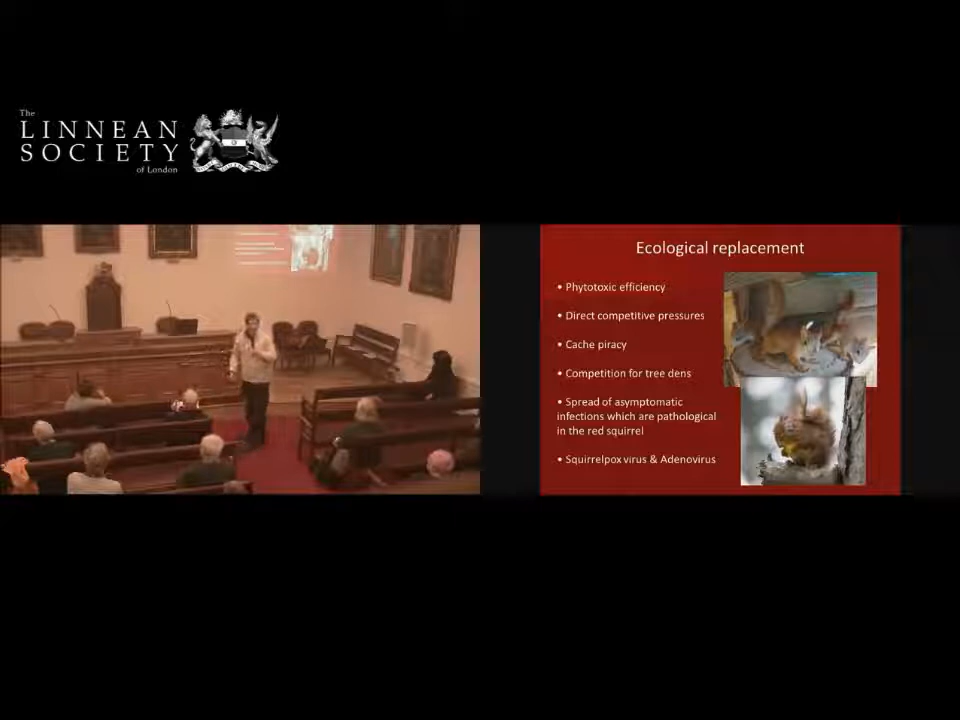 The
LINNEAN
SOCIETY
of London
Ecological replacement
• Phytotoxic efficiency
• Direct competitive pressures
• Cache piracy
• Competition for tree dens
• Spread of asymptomatic
infections which are pathological
in the red squirrel
• Squirrelpox virus & Adenovirus